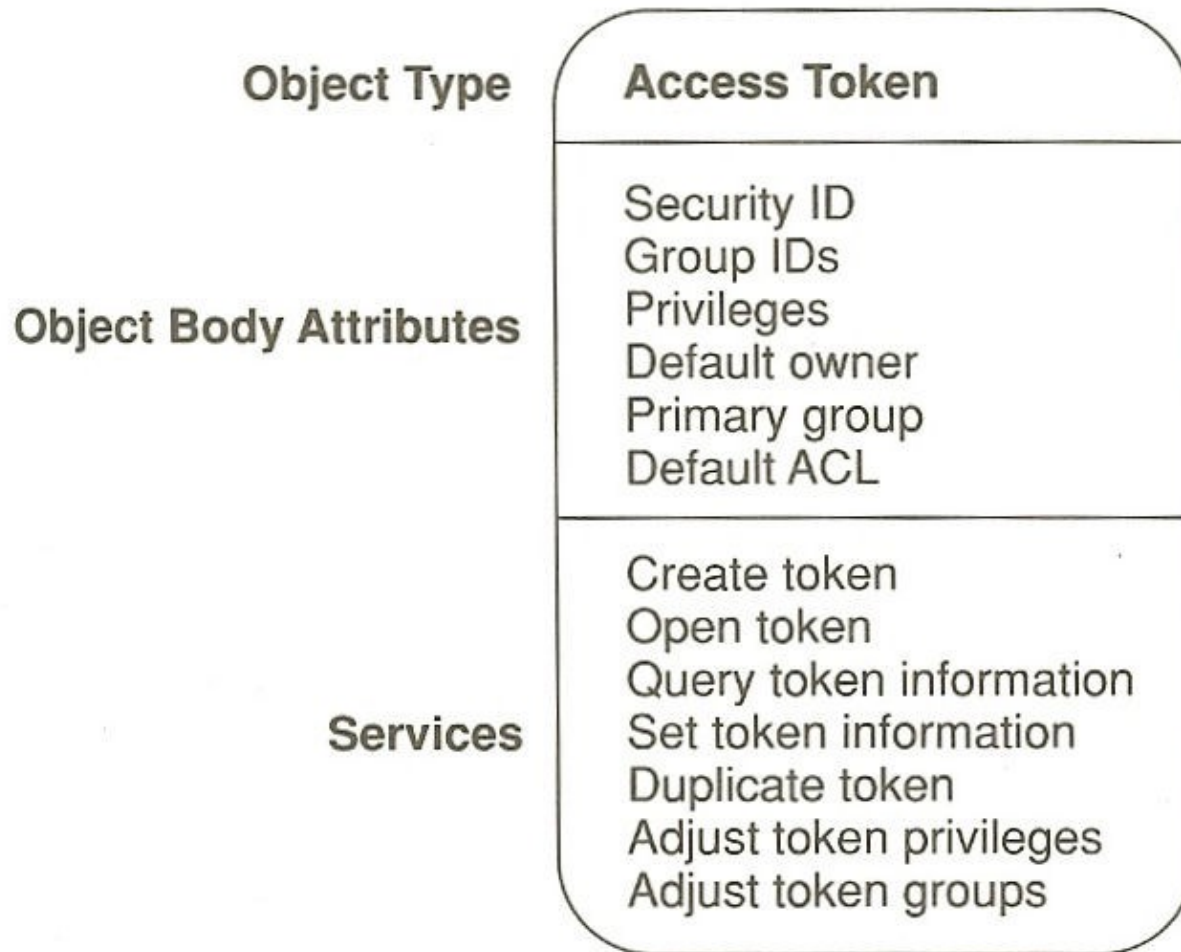 Object Type
Access Token
Object Body Attributes
Security ID
Group IDs
Privileges
Default owner
Primary group
Default ACL
Services
Create token
Open token
Query token information
Set token information
Duplicate token
Adjust token privileges
Adjust token groups